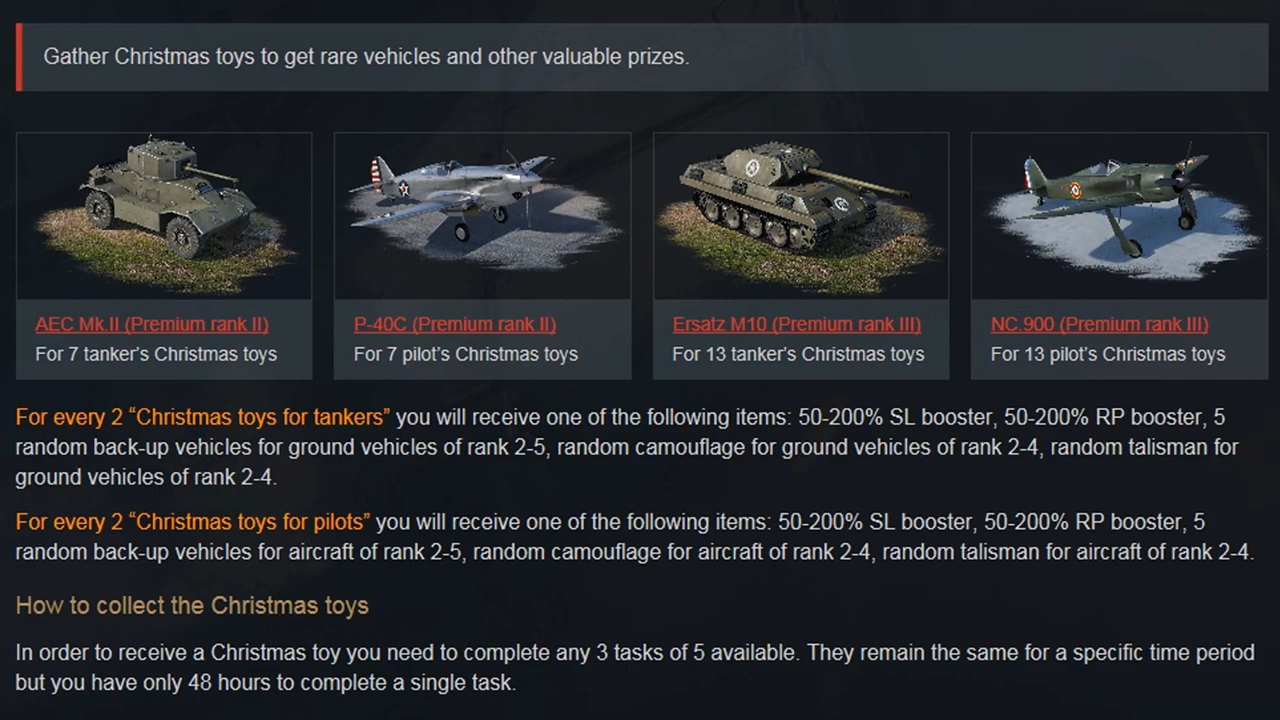 Gather Christmas toys to get rare vehicles and other valuable prizes.
AEC Mk.II (Premium rank II)
For 7 tanker's Christmas toys
P-40C (Premium rank II)
For 7 pilot's Christmas toys
Ersatz M10 (Premium rank III)
For 13 tanker's Christmas toys
NC.900 (Premium rank III)
For 13 pilot's Christmas toys
For every 2 “Christmas toys for tankers” you will receive one of the following items: 50-200% SL booster, 50-200% RP booster, 5
random back-up vehicles for ground vehicles of rank 2-5, random camouflage for ground vehicles of rank 2-4, random talisman for
ground vehicles of rank 2-4.
For every 2 “Christmas toys for pilots” you will receive one of the following items: 50-200% SL booster, 50-200% RP booster, 5
random back-up vehicles for aircraft of rank 2-5, random camouflage for aircraft of rank 2-4, random talisman for aircraft of rank 2-4.
How to collect the Christmas toys
In order to receive a Christmas toy you need to complete any 3 tasks of 5 available. They remain the same for a specific time period
but you have only 48 hours to complete a single task.